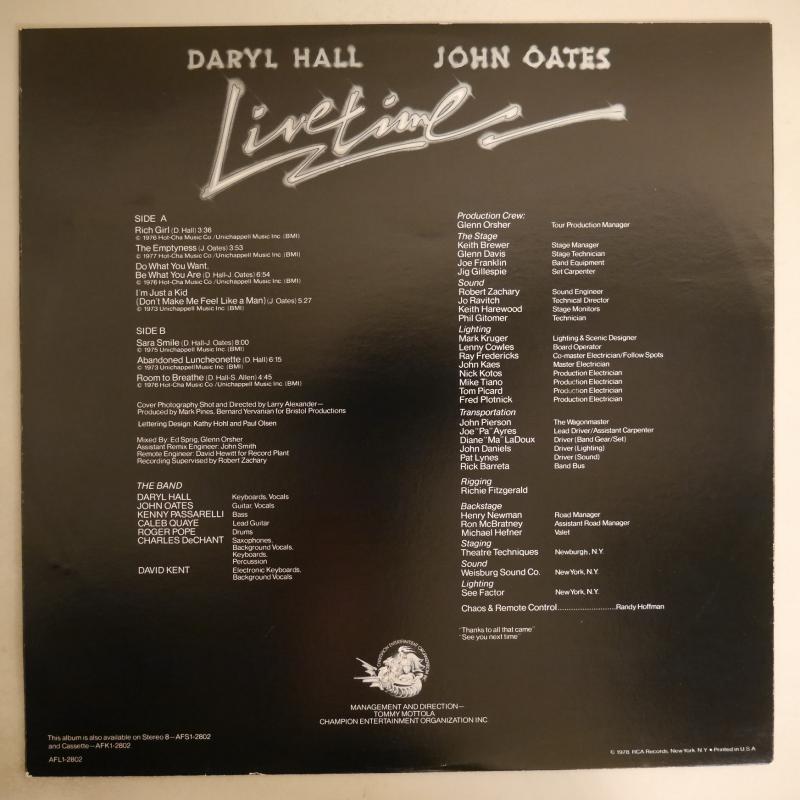 DARYL HALL JOHN OATES
Livetime
SIDE A
Rich Girl (D. Hall) 3:36
© 1976 Hot-Cha Music Co./Unichappell Music Inc. (BMI)
The Emptyness (J. Oates) 3:53
© 1977 Hot-Cha Music Co./Unichappell Music Inc. (BMI)
Do What You Want,
Be What You Are (D. Hall-J. Oates) 6:54
© 1976 Hot-Cha Music Co./Unichappell Music Inc. (BMI)
I'm Just a Kid
(Don't Make Me Feel Like a Man) (J. Oates) 5:27
© 1973 Unichappell Music Inc. (BMI)
SIDE B
Sara Smile (D. Hall-J. Oates) 8:00
© 1975 Unichappell Music Inc. (BMI)
Abandoned Luncheonette (D. Hall) 6:15
© 1973 Unichappell Music Inc. (BMI)
Room to Breathe (D. Hall-S. Allen) 4:45
© 1976 Hot-Cha Music Co./Unichappell Music Inc. (BMI)
Cover Photography Shot and Directed by Larry Alexander—
Produced by Mark Pines, Bernard Yervanian for Bristol Productions
Lettering Design: Kathy Hohl and Paul Olsen
Mixed By: Ed Sprig, Glenn Orsher
Assistant Remix Engineer: John Smith
Remote Engineer: David Hewitt for Record Plant
Recording Supervised by Robert Zachary
THE BAND
DARYL HALL Keyboards, Vocals
JOHN OATES Guitar, Vocals
KENNY PASSARELLI Bass
CALEB QUAYE Lead Guitar
ROGER POPE Drums
CHARLES DeCHANT Saxophones,
Background Vocals,
Keyboards,
Percussion
DAVID KENT Electronic Keyboards,
Background Vocals
Production Crew:
Glenn Orsher Tour Production Manager
The Stage
Keith Brewer Stage Manager
Glenn Davis Stage Technician
Joe Franklin Band Equipment
Jig Gillespie Set Carpenter
Sound
Robert Zachary Sound Engineer
Jo Ravitch Technical Director
Keith Harewood Stage Monitors
Phil Gitomer Technician
Lighting
Mark Kruger Lighting & Scenic Designer
Lenny Cowles Board Operator
Ray Fredericks Co-master Electrician/Follow Spots
John Kaes Master Electrician
Nick Kotos Production Electrician
Mike Tiano Production Electrician
Tom Picard Production Electrician
Fred Plotnick Production Electrician
Transportation
John Pierson The Wagonmaster
Joe "Pa" Ayres Lead Driver/Assistant Carpenter
Diane "Ma" LaDoux Driver (Band Gear/Set)
John Daniels Driver (Lighting)
Pat Lynes Driver (Sound)
Rick Barreta Band Bus
Rigging
Richie Fitzgerald
Backstage
Henry Newman Road Manager
Ron McBratney Assistant Road Manager
Michael Hefner Valet
Staging
Theatre Techniques Newburgh, N.Y.
Sound
Weisburg Sound Co. New York, N.Y.
Lighting
See Factor New York, N.Y.
Chaos & Remote Control..........................Randy Hoffman
"Thanks to all that came"
"See you next time"
CHAMPION ENTERTAINMENT ORGANIZATION INC
MANAGEMENT AND DIRECTION—
TOMMY MOTTOLA
CHAMPION ENTERTAINMENT ORGANIZATION INC
This album is also available on Stereo 8—AFS1-2802
and Cassette—AFK1-2802
AFL1-2802
© 1978, RCA Records, New York, N.Y. • Printed in U.S.A.